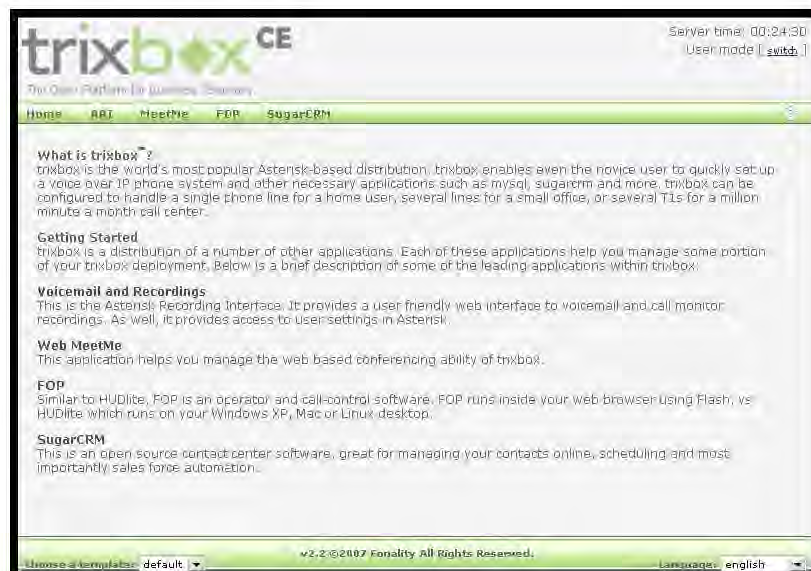 trixbox CE
Server time: 00:24:30
User mode [ switch ]
The Open Platform for Business Telephony
Home ARI MeetMe FOP SugarCRM
What is trixbox™?
trixbox is the world's most popular Asterisk-based distribution. trixbox enables even the novice user to quickly set up
a voice over IP phone system and other necessary applications such as mysql, sugarcrm and more. trixbox can be
configured to handle a single phone line for a home user, several lines for a small office, or several T1s for a million
minute a month call center.
Getting Started
trixbox is a distribution of a number of other applications. Each of these applications help you manage some portion
of your trixbox deployment. Below is a brief description of some of the leading applications within trixbox.
Voicemail and Recordings
This is the Asterisk Recording Interface. It provides a user friendly web interface to voicemail and call monitor
recordings. As well, it provides access to user settings in Asterisk
Web MeetMe
This application helps you manage the web based conferencing ability of trixbox.
FOP
Similar to HUDlite, FOP is an operator and call-control software. FOP runs inside your web browser using Flash, vs
HUDlite which runs on your Windows XP, Mac or Linux desktop.
SugarCRM
This is an open source contact center software, great for managing your contacts online, scheduling and most
importantly sales force automation.
v2.2 ©2007 Fonality All Rights Reserved.
Choose a template: default
Language: english